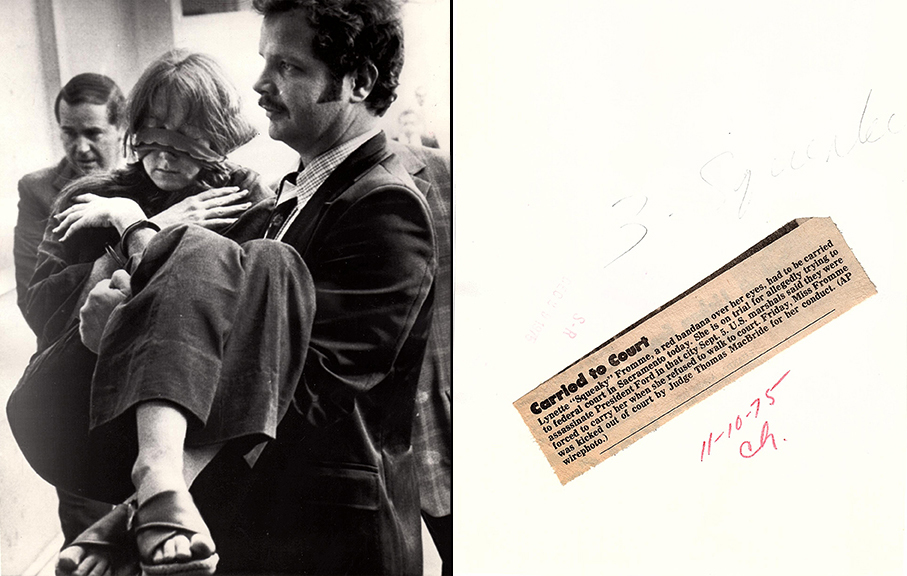 3.
S-R
Carried to Court
Lynette "Squeaky" Fromme, a red bandana over her eyes, had to be carried
to federal court in Sacramento today. She is on trial for allegedly trying to
assassinate President Ford in that city Sept. 5. U.S. marshals said they were
forced to carry her when she refused to walk to court. Friday, Miss Fromme
was kicked out of court by Judge Thomas MacBride for her conduct. (AP
wirephoto.)
11-10-75
ch.